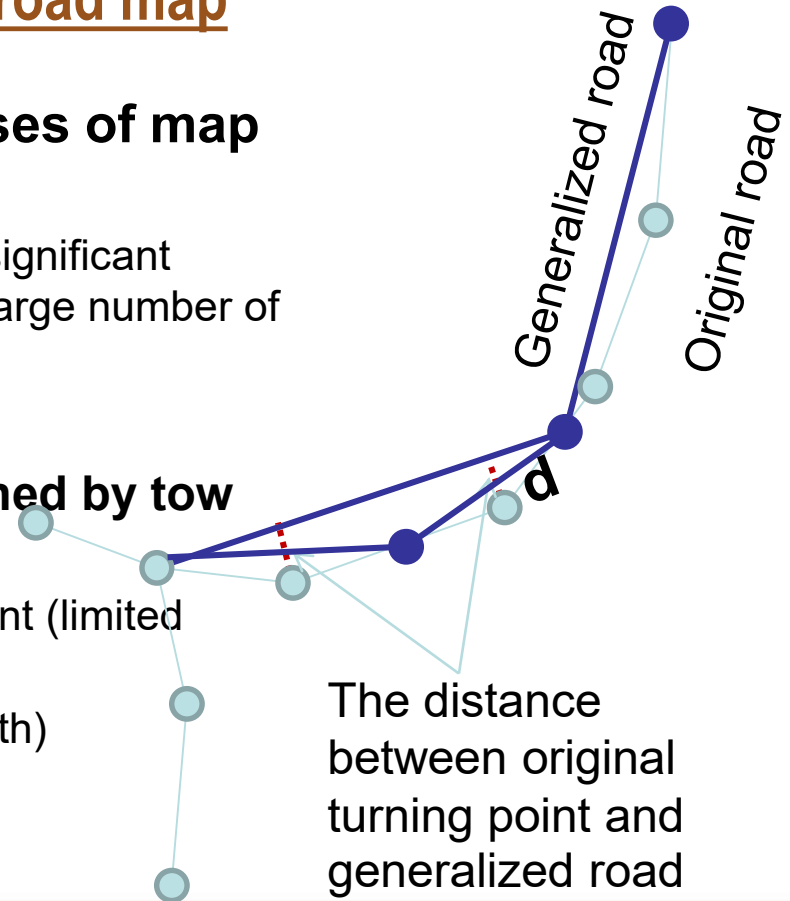 road map
ses of map
ignificant
arge number of
Generalized road
Original road
ned by tow
d
nt (limited
th)
The distance
between original
turning point and
generalized road